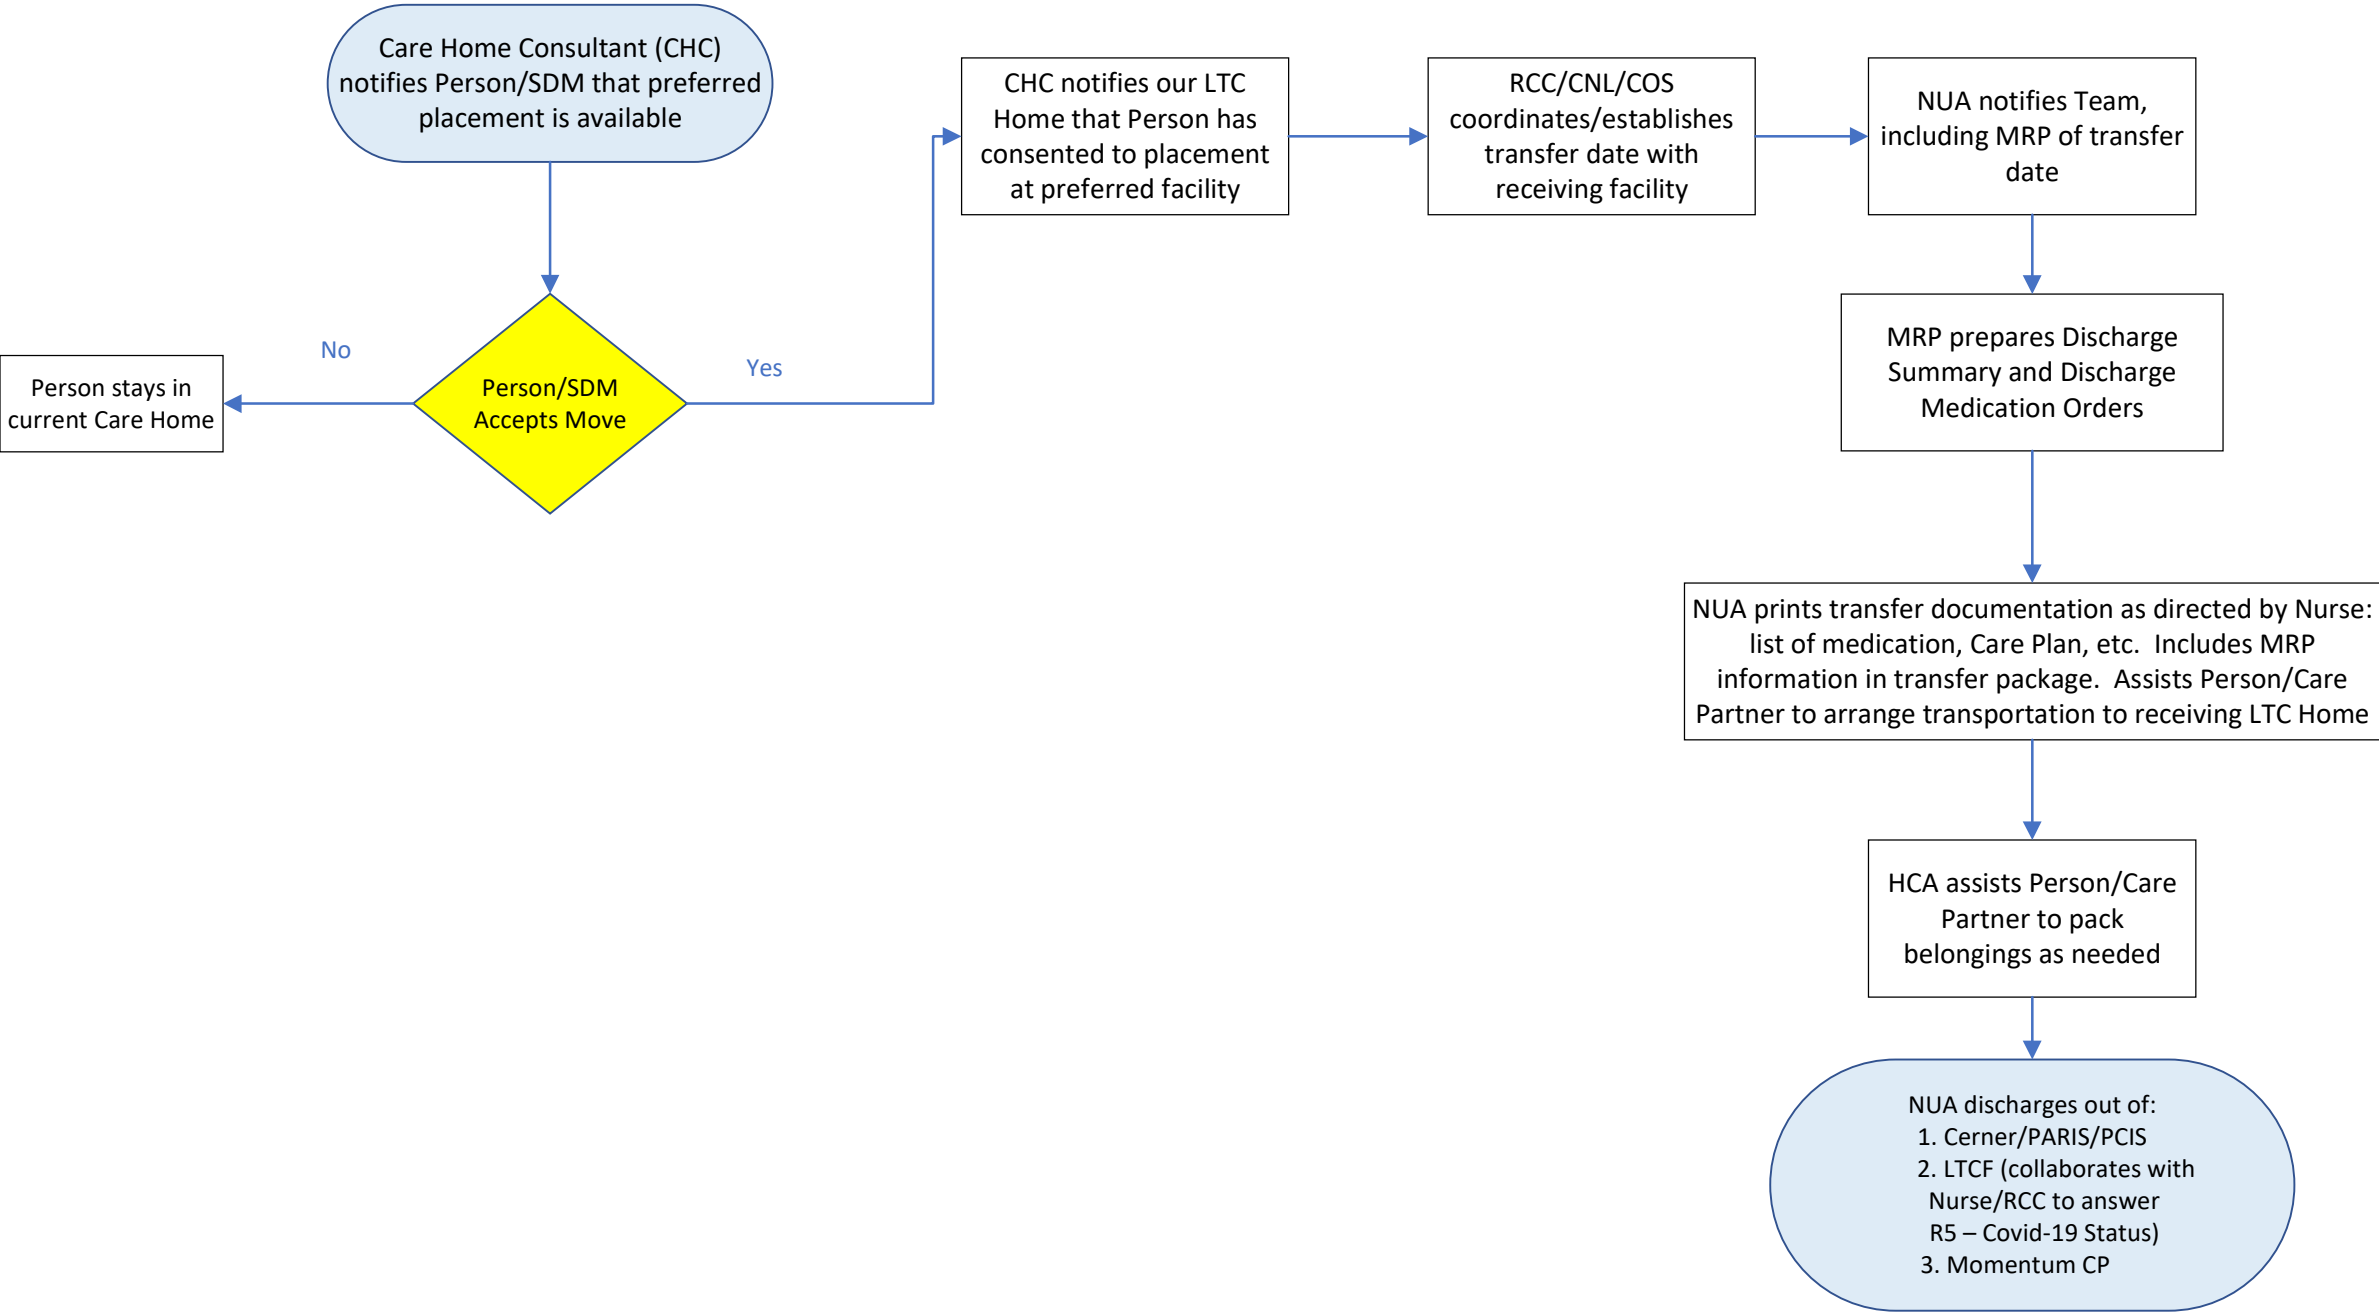 Care Home Consultant (CHC)
notifies Person/SDM that preferred
placement is available
Person/SDM
Accepts Move
No
Person stays in
current Care Home
Yes
CHC notifies our LTC
Home that Person has
consented to placement
at preferred facility
RCC/CNL/COS
coordinates/establishes
transfer date with
receiving facility
NUA notifies Team,
including MRP of transfer
date
MRP prepares Discharge
Summary and Discharge
Medication Orders
NUA prints transfer documentation as directed by Nurse:
list of medication, Care Plan, etc.  Includes MRP
information in transfer package.  Assists Person/Care
Partner to arrange transportation to receiving LTC Home
HCA assists Person/Care
Partner to pack
belongings as needed
NUA discharges out of:
1. Cerner/PARIS/PCIS
2. LTCF (collaborates with
Nurse/RCC to answer
R5 – Covid-19 Status)
3. Momentum CP